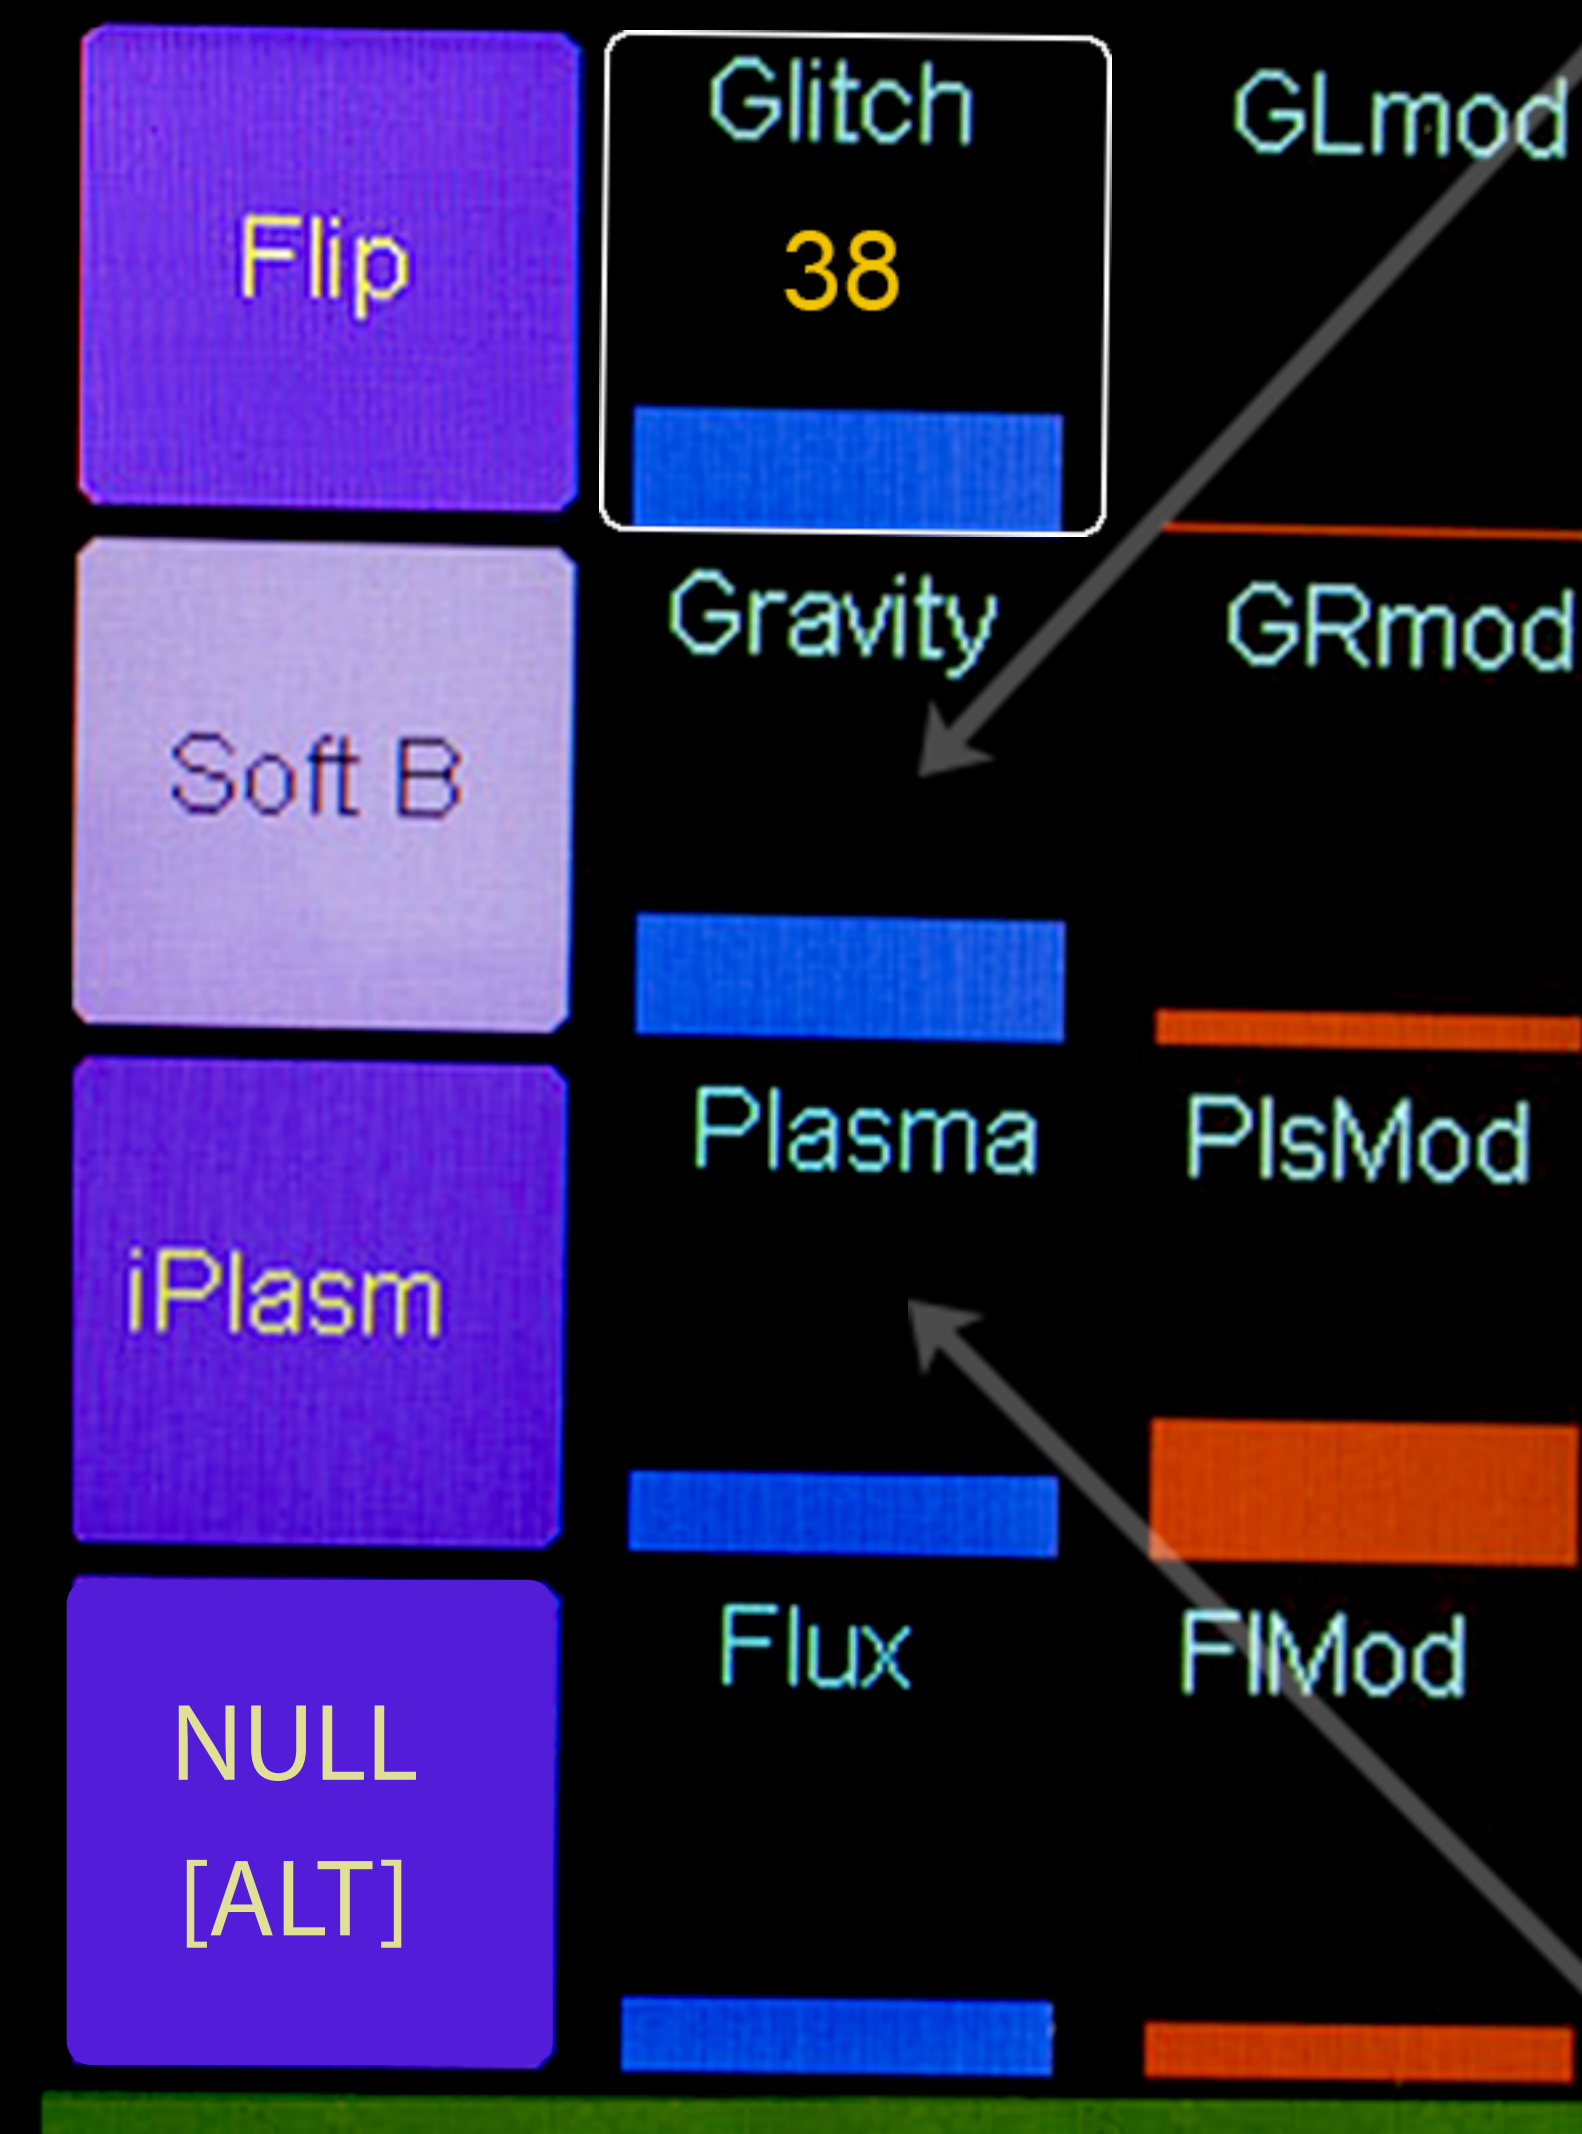 Flip
Glitch
38
GLmod
Soft B
Gravity
GRmod
iPlasm
Plasma
PlsMod
NULL
[ALT]
Flux
FlMod